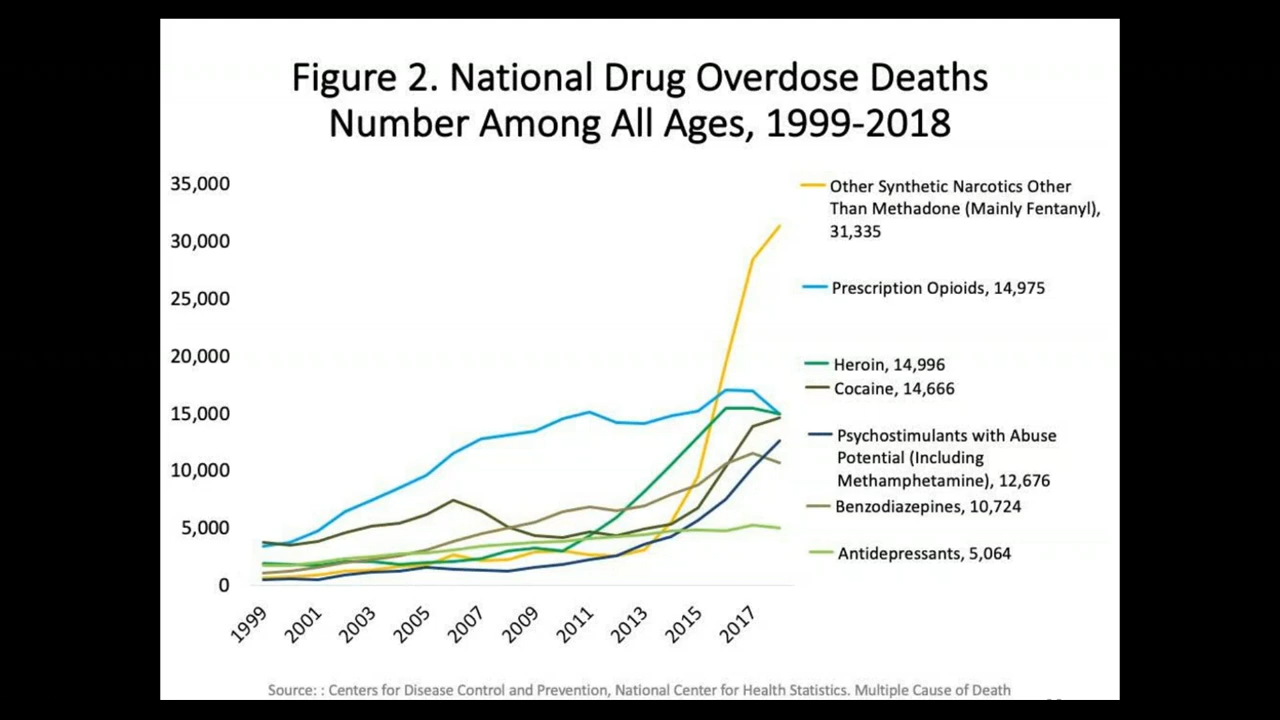 Figure 2. National Drug Overdose Deaths
Number Among All Ages, 1999-2018
35,000
30,000
25,000
20,000
15,000
10,000
5,000
0
1999
2001
2003
2005
2007
2009
2011
2013
2015
2017
Other Synthetic Narcotics Other
Than Methadone (Mainly Fentanyl),
31,335
Prescription Opioids, 14,975
Heroin, 14,996
Cocaine, 14,666
Psychostimulants with Abuse
Potential (Including
Methamphetamine), 12,676
Benzodiazepines, 10,724
Antidepressants, 5,064
Source: : Centers for Disease Control and Prevention, National Center for Health Statistics. Multiple Cause of Death